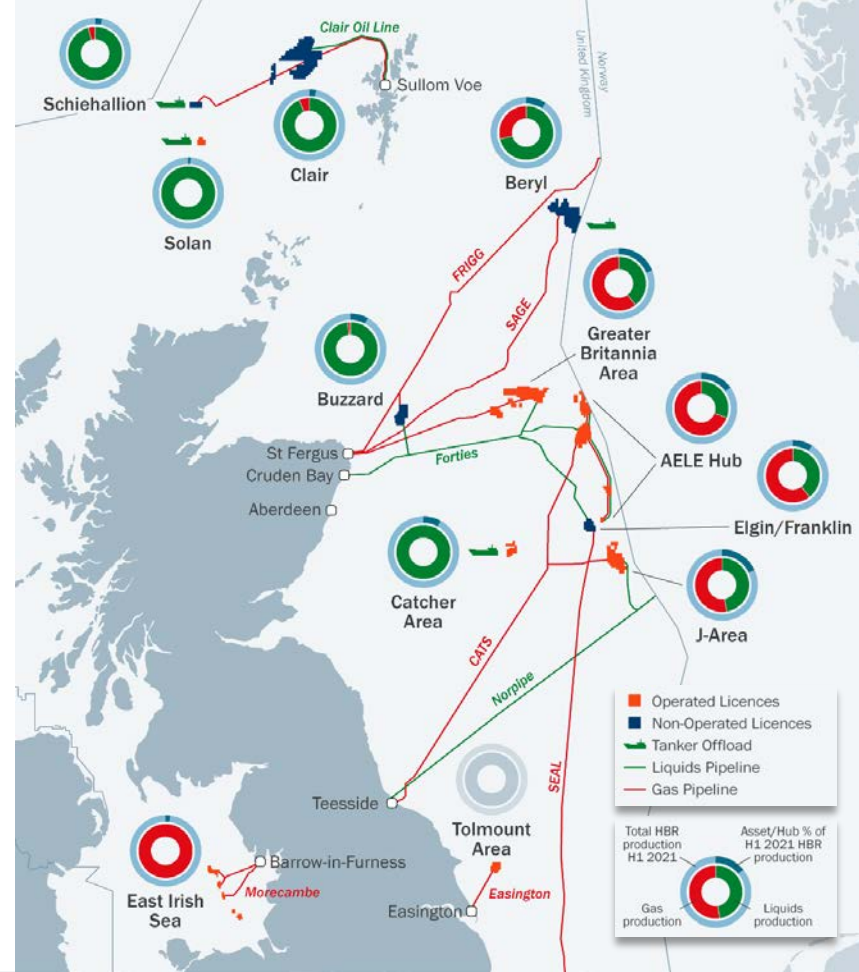 Clair Oil Line
Sullom Voe
Schiehallion
Clair
Solan
Norway
United Kingdom
Beryl
FRIGG
SAGE
Greater
Britannia
Area
Buzzard
St Fergus
Cruden Bay
Aberdeen
Forties
AELE Hub
Elgin/Franklin
Catcher
Area
J-Area
CATS
Norpipe
SEAL
Operated Licences
Non-Operated Licences
Tanker Offload
Liquids Pipeline
Gas Pipeline
Teesside
Tolmount
Area
Barrow-in-Furness
Morecambe
East Irish
Sea
Easington
Easington
Total HBR
production
H1 2021
Asset/Hub % of
H1 2021 HBR
production
Gas
production
Liquids
production